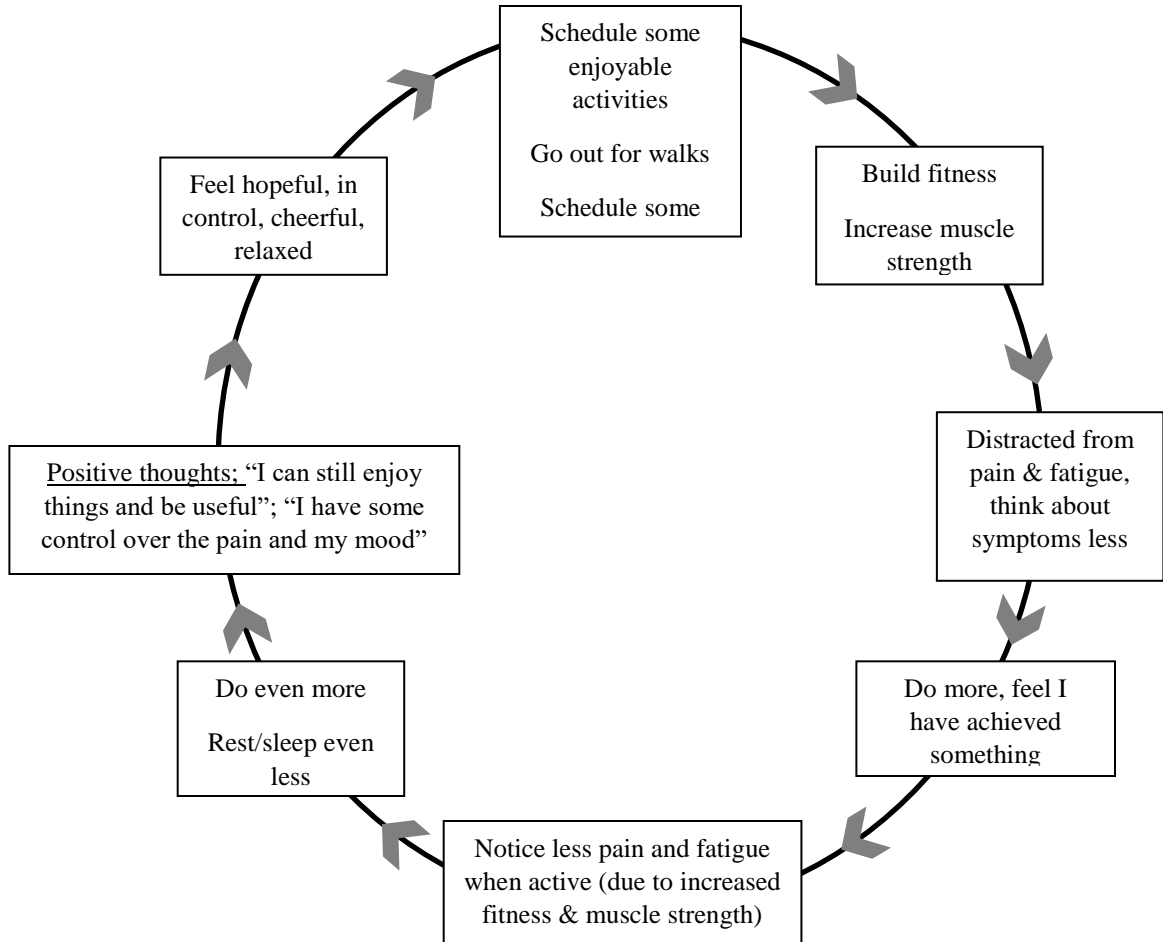 Schedule some
enjoyable
activities
Go out for walks
Schedule some
Build fitness
Increase muscle
strength
Distracted from
pain & fatigue,
think about
symptoms less
Do more, feel I
have achieved
something
Notice less pain and fatigue
when active (due to increased
fitness & muscle strength)
Do even more
Rest/sleep even
less
Positive thoughts; “I can still enjoy
things and be useful”; “I have some
control over the pain and my mood”
Feel hopeful, in
control, cheerful,
relaxed